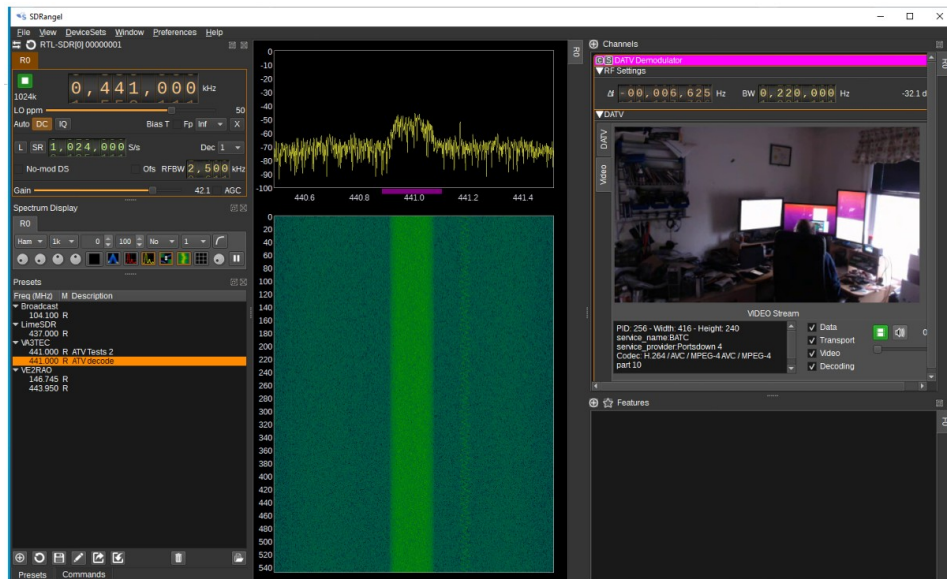 SDRangel
File View DeviceSets Window Preferences Help
RTL-SDR[0] 00000001
R0
0,441,000 kHz
1024k
LO ppm 50
Auto DC IQ Bias T Fp Inf X
L SR 1,024,000 S/s Dec 1
No-mod DS Ofs RFBW 2,500 kHz
Gain 42.1 AGC
Spectrum Display
R0
Ham 1k 0 100 No 1
Presets
Freq (MHz) M Description
Broadcast
104.100 R
LimeSDR
437.000 R
VA3TEC
441.000 R ATV Tests 2
441.000 R ATV decode
VE2RAO
146.745 R
443.950 R
Presets Commands
R0
0
-10
-20
-30
-40
-50
-60
-70
-80
-90
-100
440.6 440.8 441.0 441.2 441.4
0
20
40
60
80
100
120
140
160
180
200
220
240
260
280
300
320
340
360
380
400
420
440
460
480
500
520
540
Channels
R0
C S DATV Demodulator
RF Settings
Δf -00,006,625 Hz BW 0,220,000 Hz -32.1 d
DATV
DATV
Video
VIDEO Stream
PID: 256 - Width: 416 - Height: 240
service_name:BATC
service_provider:Portsdown 4
Codec: H.264 / AVC / MPEG-4 AVC / MPEG-4
part 10
Data
Transport
Video
Decoding
0
Features
R0